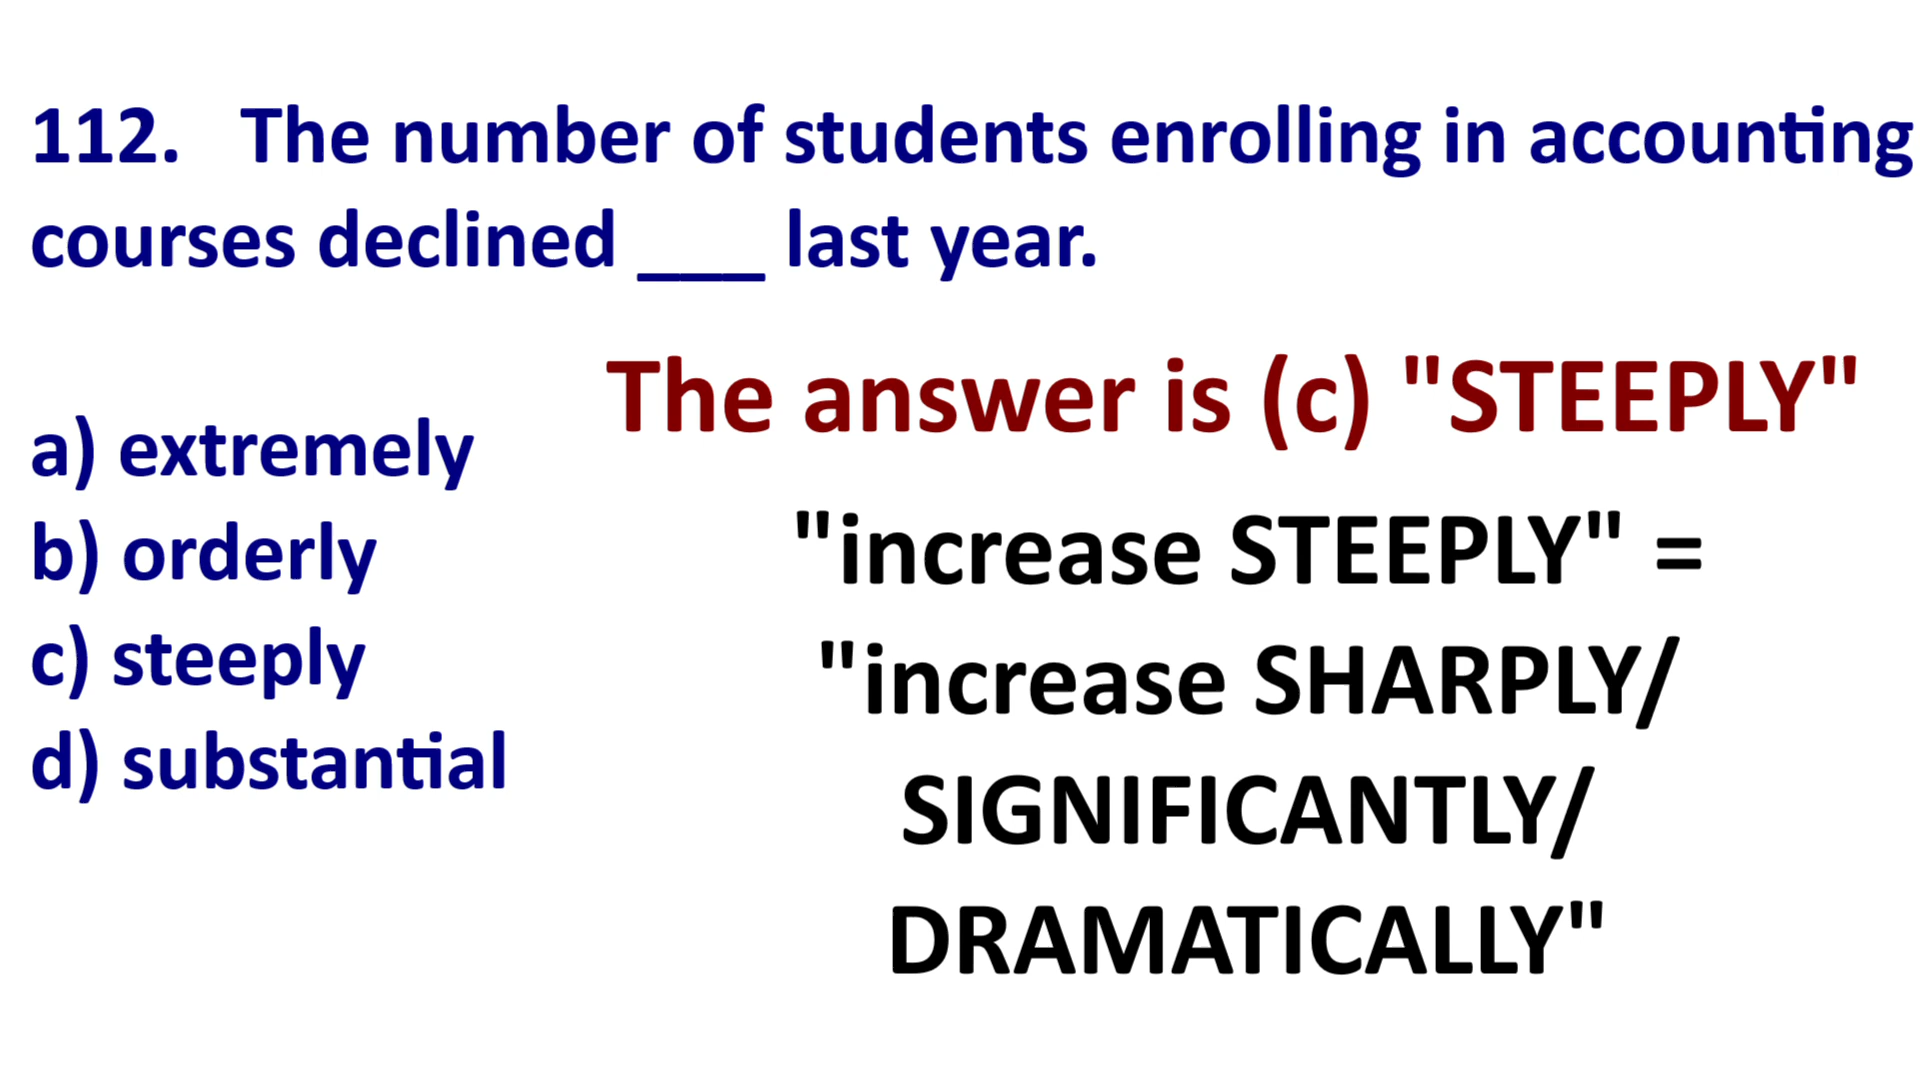 112.   The number of students enrolling in accounting
courses declined ___ last year.
The answer is (c) "STEEPLY"
a) extremely
b) orderly
c) steeply
d) substantial
"increase STEEPLY" =
"increase SHARPLY/
SIGNIFICANTLY/
DRAMATICALLY"